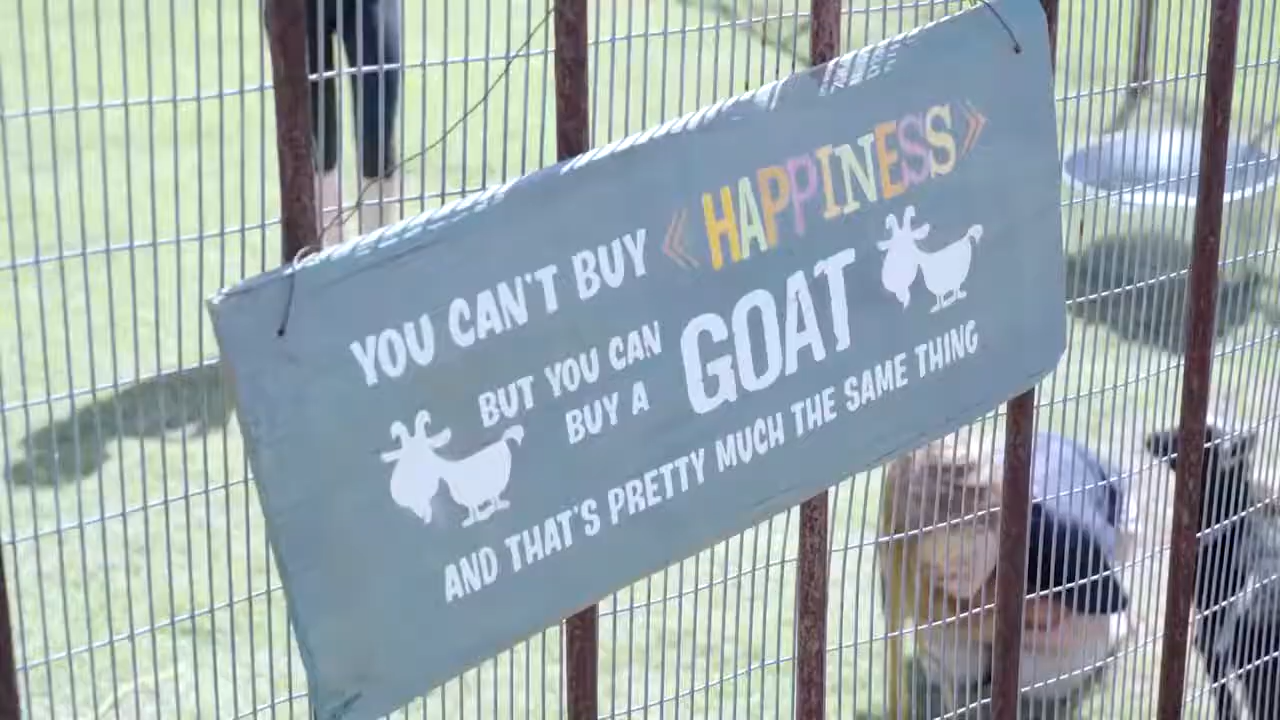 YOU CAN'T BUY «HAPPINESS»
BUT YOU CAN
BUY A GOAT
AND THAT'S PRETTY MUCH THE SAME THING